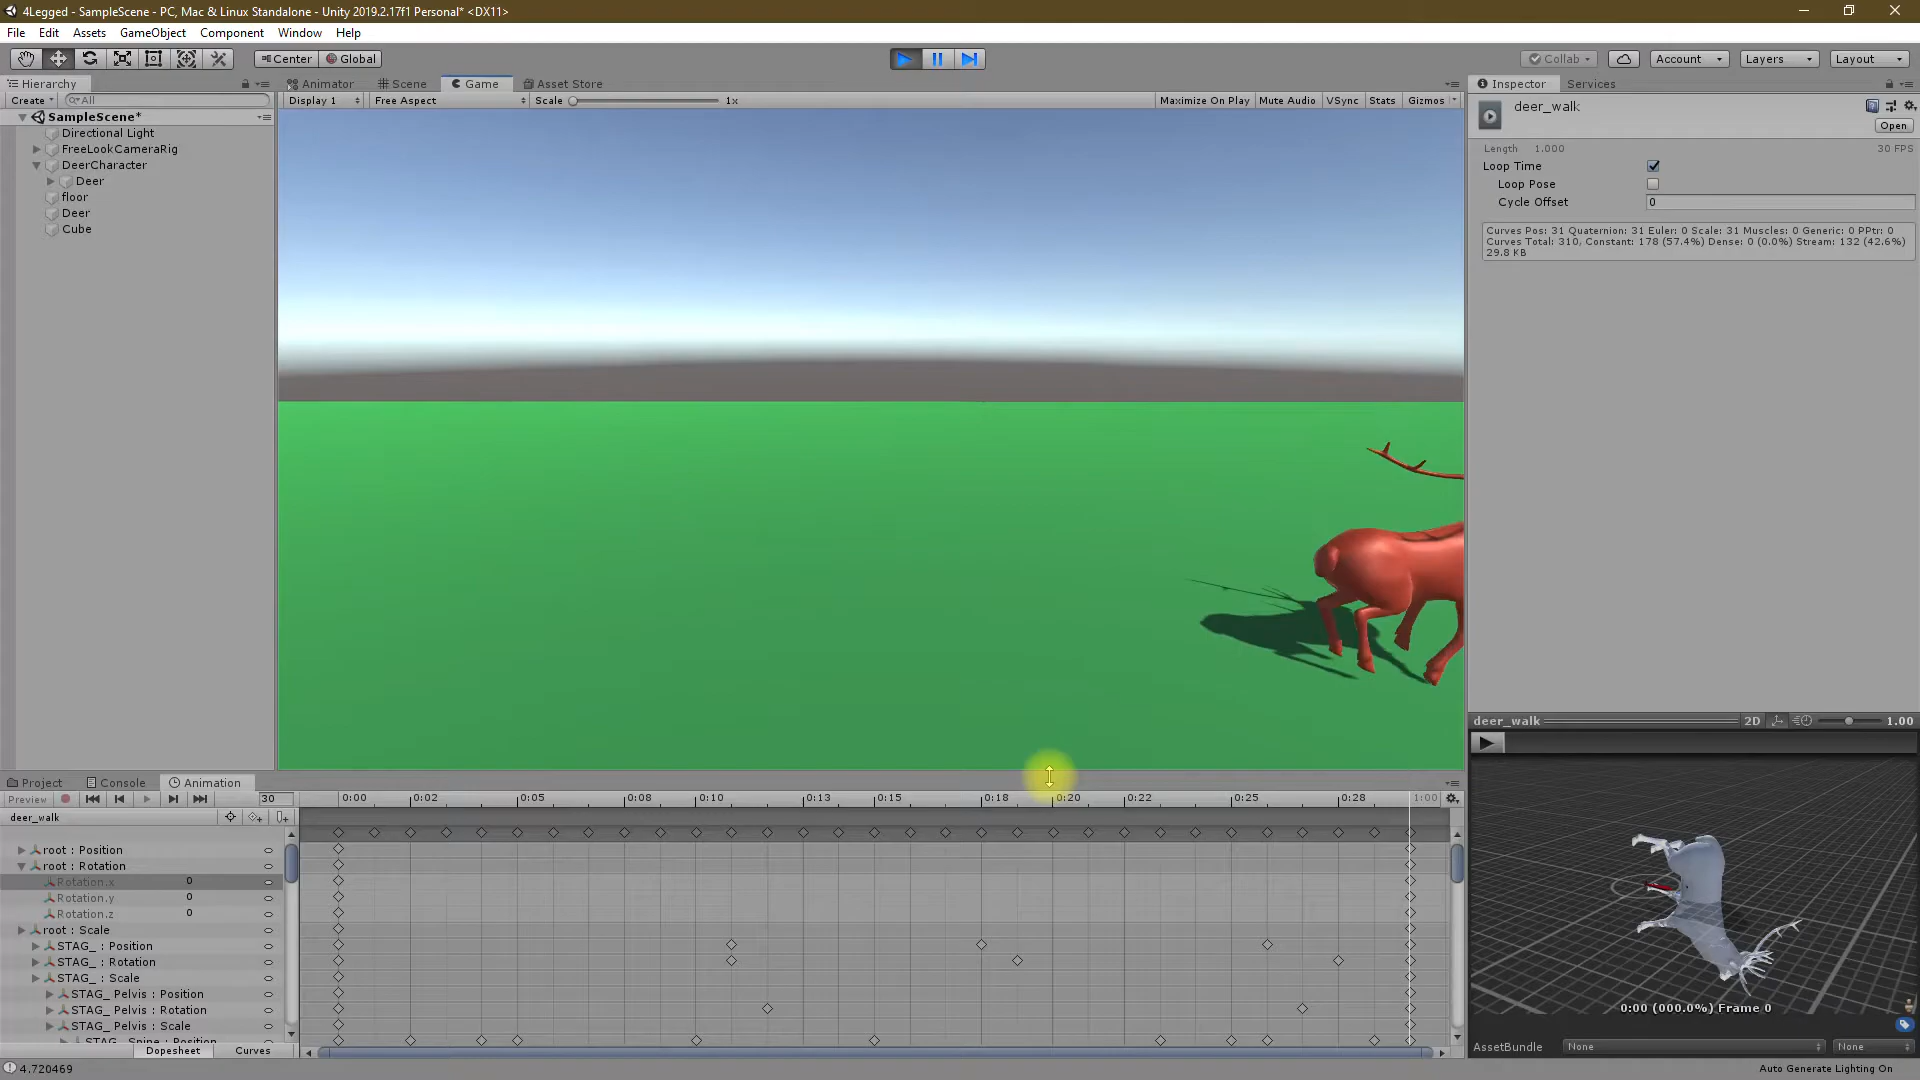 4Legged - SampleScene - PC, Mac & Linux Standalone - Unity 2019.2.17f1 Personal* <DX11>
File Edit Assets GameObject Component Window Help
Center Global
Collab Account Layers Layout
Hierarchy
Animator Scene Game Asset Store
Inspector Services
Create All
Display 1 Free Aspect Scale 1x Maximize On Play Mute Audio VSync Stats Gizmos
SampleScene*
Directional Light
FreeLookCameraRig
DeerCharacter
Deer
floor
Deer
Cube
deer_walk
Open
Length 1.000 30 FPS
Loop Time
Loop Pose
Cycle Offset 0
Curves Pos: 31 Quaternion: 31 Euler: 0 Scale: 31 Muscles: 0 Generic: 0 PPtr: 0
Curves Total: 310, Constant: 178 (57.4%) Dense: 0 (0.0%) Stream: 132 (42.6%)
29.8 KB
deer_walk 2D 1.00
Project Console Animation
Preview 30 0:00 0:02 0:05 0:08 0:10 0:13 0:15 0:18 0:20 0:22 0:25 0:28 1:00
deer_walk
root : Position
root : Rotation
Rotation.x 0
Rotation.y 0
Rotation.z 0
root : Scale
STAG_ : Position
STAG_ : Rotation
STAG_ : Scale
STAG_ Pelvis : Position
STAG_ Pelvis : Rotation
STAG_ Pelvis : Scale
STAG_ Spine : Position
Dopesheet Curves
0:00 (000.0%) Frame 0
AssetBundle None None
4.720469
Auto Generate Lighting On